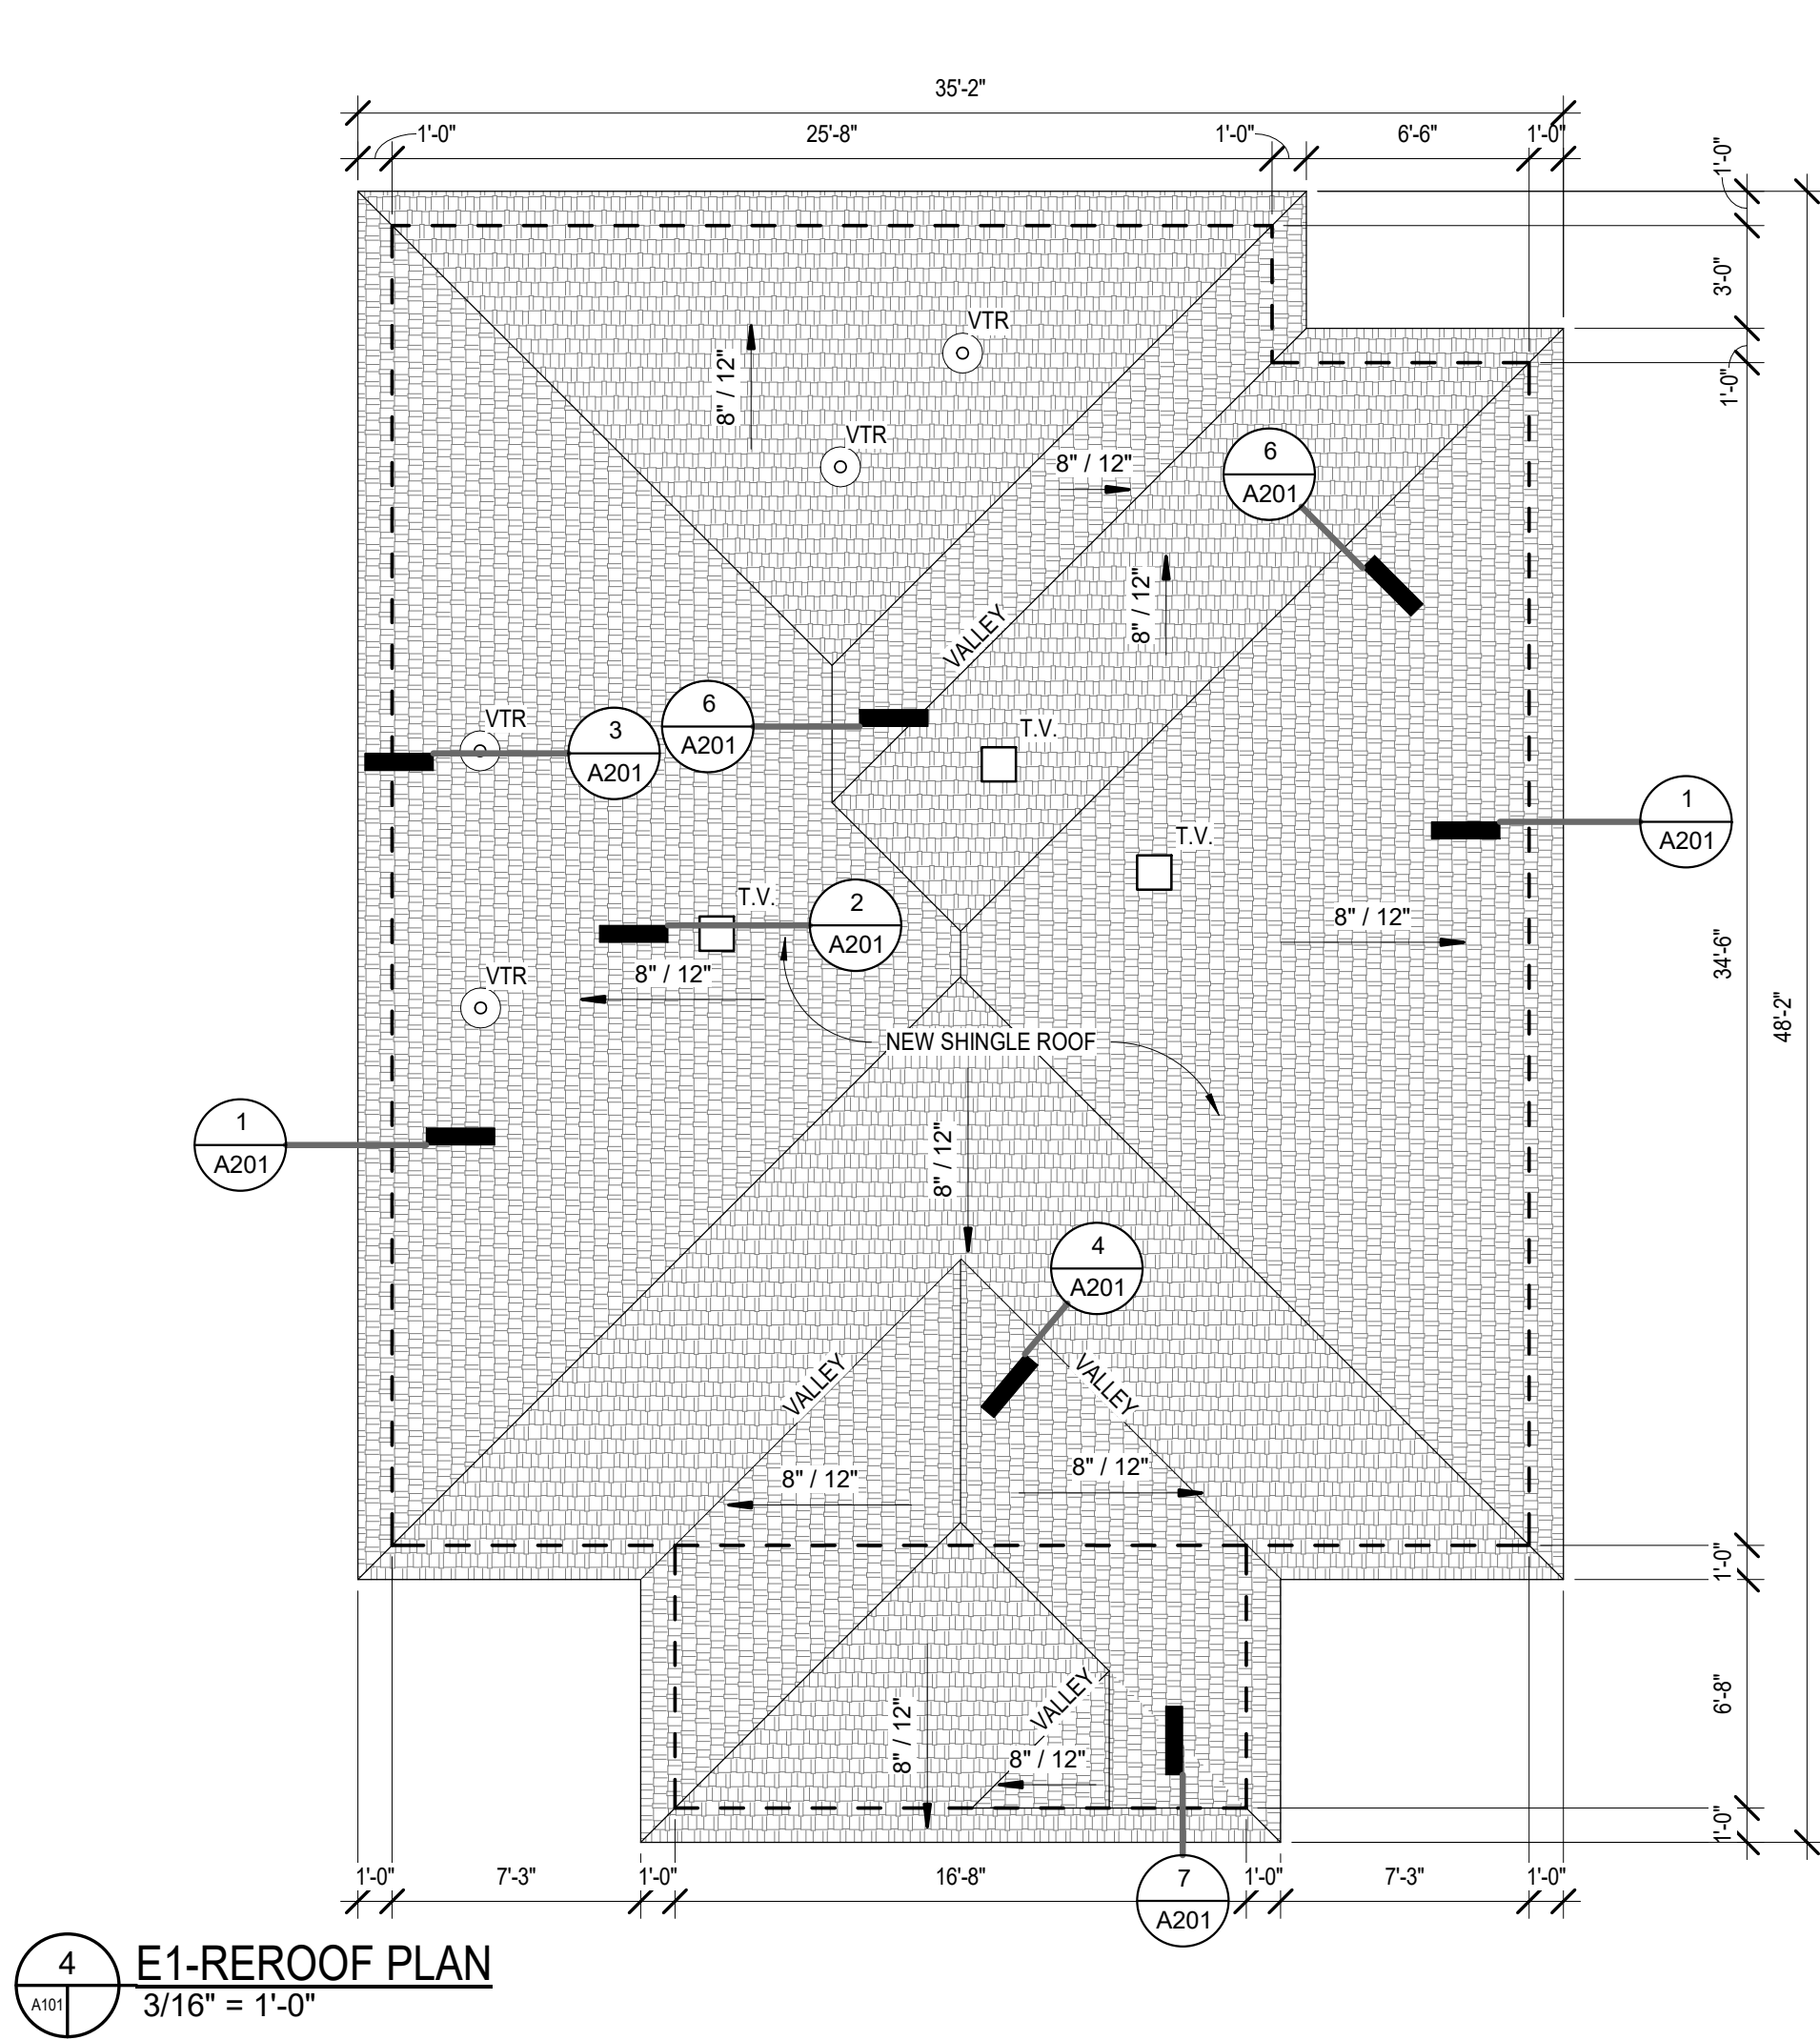 35'-2"
1'-0"
25'-8"
1'-0"
6'-6"
1'-0"
1'-0"
3'-0"
1'-0"
VTR
8" / 12"
VTR
8" / 12"
6
A201
8" / 12"
VALLEY
6
A201
3
A201
VTR
T.V.
1
A201
T.V.
2
A201
T.V.
8" / 12"
34'-6"
48'-2"
8" / 12"
VTR
NEW SHINGLE ROOF
1
A201
8" / 12"
4
A201
VALLEY
VALLEY
8" / 12"
8" / 12"
1'-0"
VALLEY
6'-8"
8" / 12"
8" / 12"
1'-0"
1'-0"
7'-3"
1'-0"
16'-8"
1'-0"
7'-3"
1'-0"
7
A201
4
A101
E1-REROOF PLAN
3/16" = 1'-0"